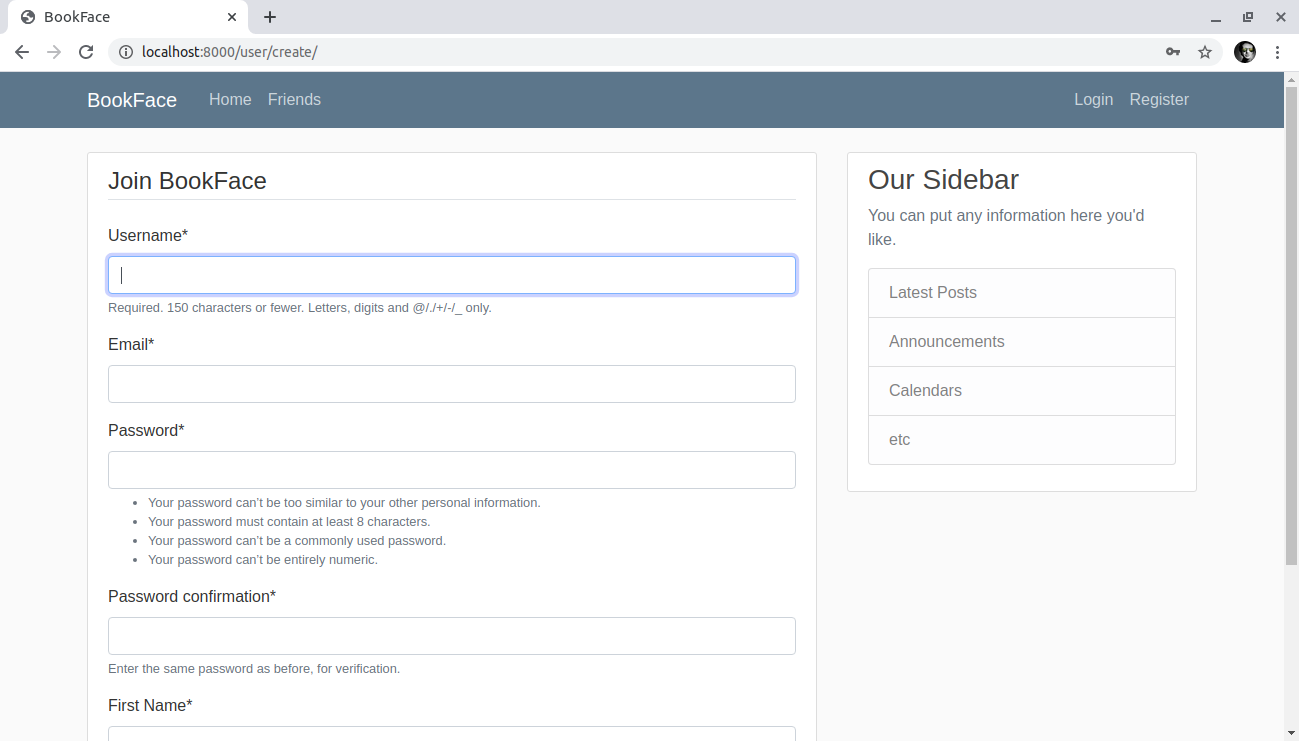 BookFace
localhost:8000/user/create/
BookFace Home Friends Login Register
Join BookFace
Username*
Required. 150 characters or fewer. Letters, digits and @/./+/-/_ only.
Email*
Password*
Your password can't be too similar to your other personal information.
Your password must contain at least 8 characters.
Your password can't be a commonly used password.
Your password can't be entirely numeric.
Password confirmation*
Enter the same password as before, for verification.
First Name*
Our Sidebar
You can put any information here you'd
like.
Latest Posts
Announcements
Calendars
etc